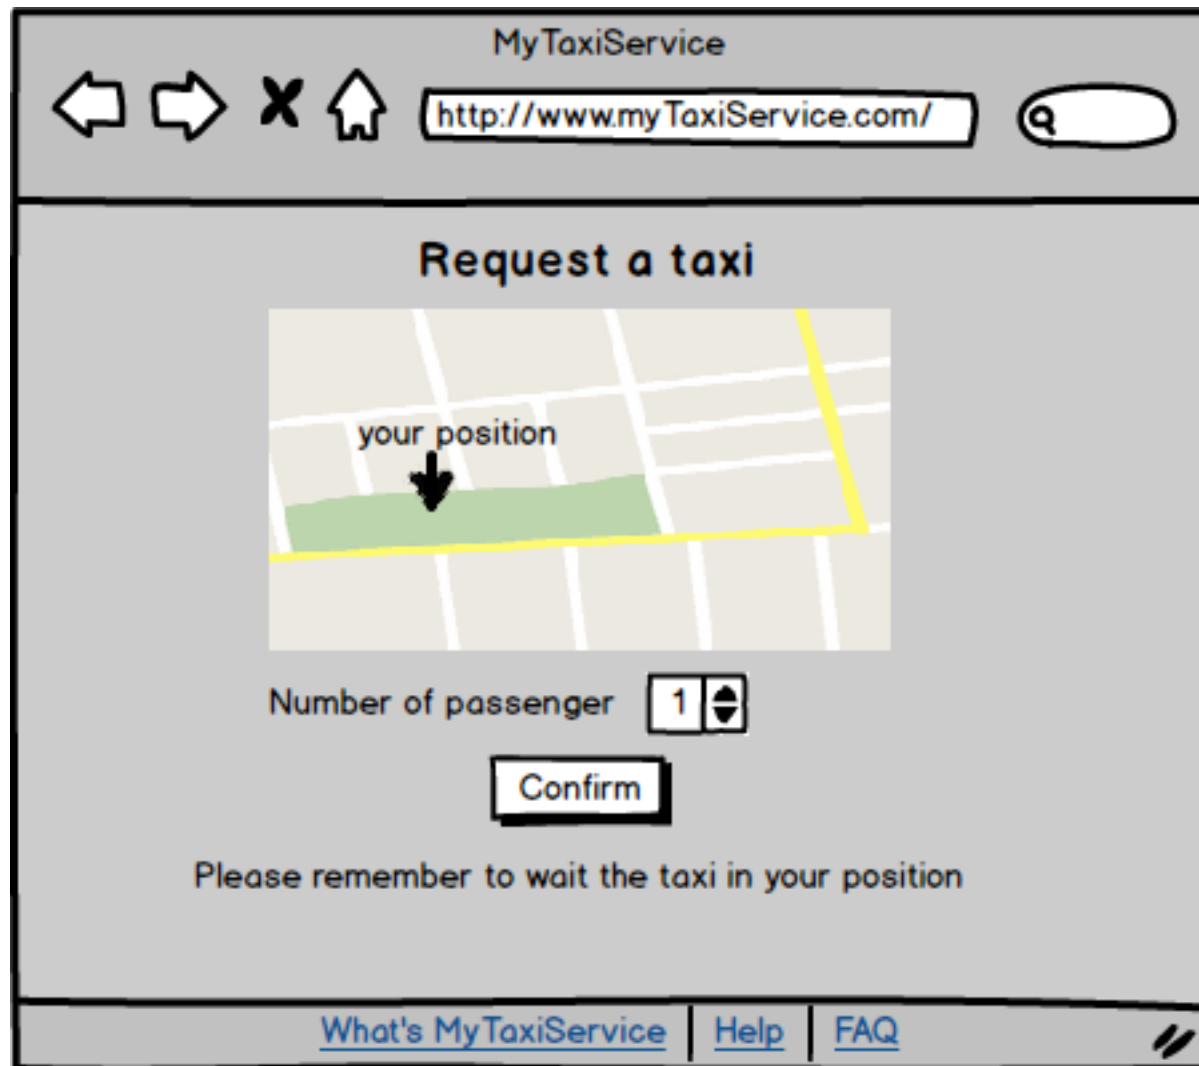 MyTaxiService
http://www.myTaxiService.com/
Request a taxi
your position
Number of passenger 1
Confirm
Please remember to wait the taxi in your position
What's MyTaxiService Help FAQ